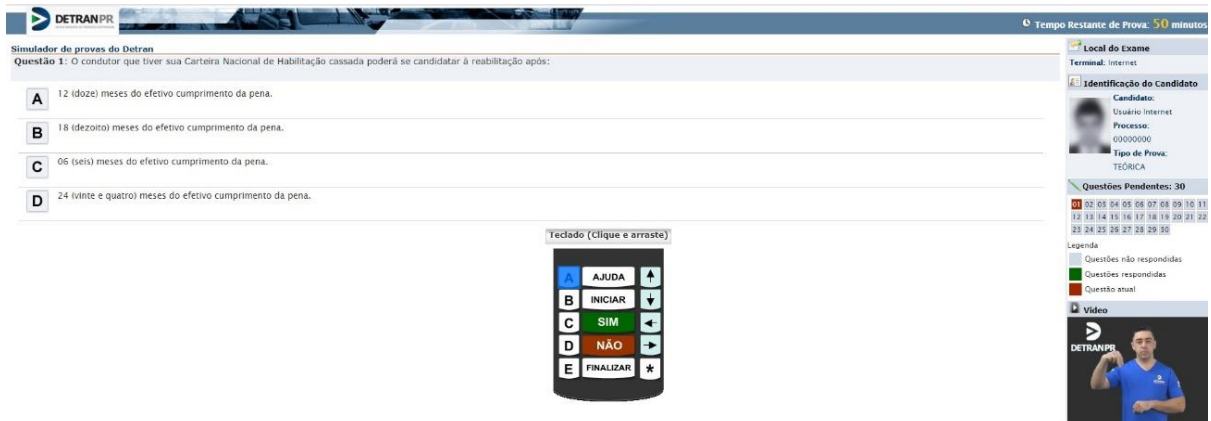 DETRANPR
Tempo Restante de Prova: 50 minutos
Simulador de provas do Detran
Questão 1: O condutor que tiver sua Carteira Nacional de Habilitação cassada poderá se candidatar à reabilitação após:
A 12 (doze) meses do efetivo cumprimento da pena.
B 18 (dezoito) meses do efetivo cumprimento da pena.
C 06 (seis) meses do efetivo cumprimento da pena.
D 24 (vinte e quatro) meses do efetivo cumprimento da pena.
Teclado (Clique e arraste)
A AJUDA
B INICIAR
C SIM
D NÃO
E FINALIZAR *
Local do Exame
Terminal: Internet
Identificação do Candidato
Candidato:
Usuário Internet
Processo:
00000000
Tipo de Prova:
TEÓRICA
Questões Pendentes: 30
01 02 03 04 05 06 07 08 09 10 11
12 13 14 15 16 17 18 19 20 21 22
23 24 25 26 27 28 29 30
Legenda
Questões não respondidas
Questões respondidas
Questão atual
Vídeo
DETRANPR